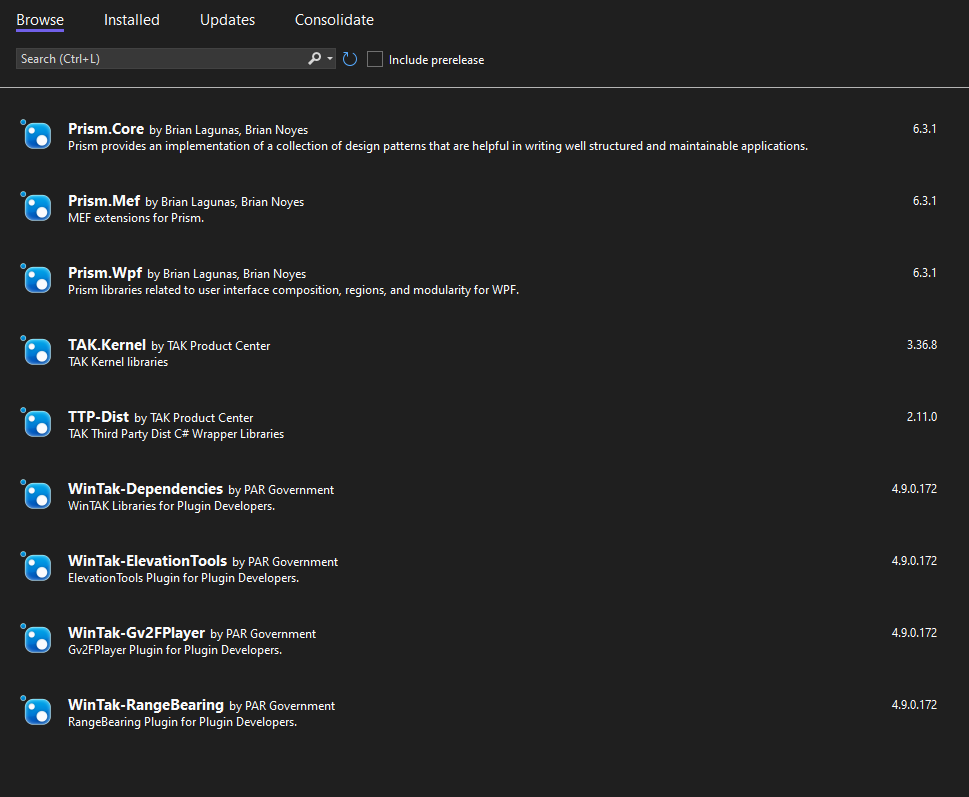 Browse Installed Updates Consolidate
Search (Ctrl+L) Include prerelease
Prism.Core by Brian Lagunas, Brian Noyes 6.3.1
Prism provides an implementation of a collection of design patterns that are helpful in writing well structured and maintainable applications.
Prism.Mef by Brian Lagunas, Brian Noyes 6.3.1
MEF extensions for Prism.
Prism.Wpf by Brian Lagunas, Brian Noyes 6.3.1
Prism libraries related to user interface composition, regions, and modularity for WPF.
TAK.Kernel by TAK Product Center 3.36.8
TAK Kernel libraries
TTP-Dist by TAK Product Center 2.11.0
TAK Third Party Dist C# Wrapper Libraries
WinTak-Dependencies by PAR Government 4.9.0.172
WinTAK Libraries for Plugin Developers.
WinTak-ElevationTools by PAR Government 4.9.0.172
ElevationTools Plugin for Plugin Developers.
WinTak-Gv2FPlayer by PAR Government 4.9.0.172
Gv2FPlayer Plugin for Plugin Developers.
WinTak-RangeBearing by PAR Government 4.9.0.172
RangeBearing Plugin for Plugin Developers.